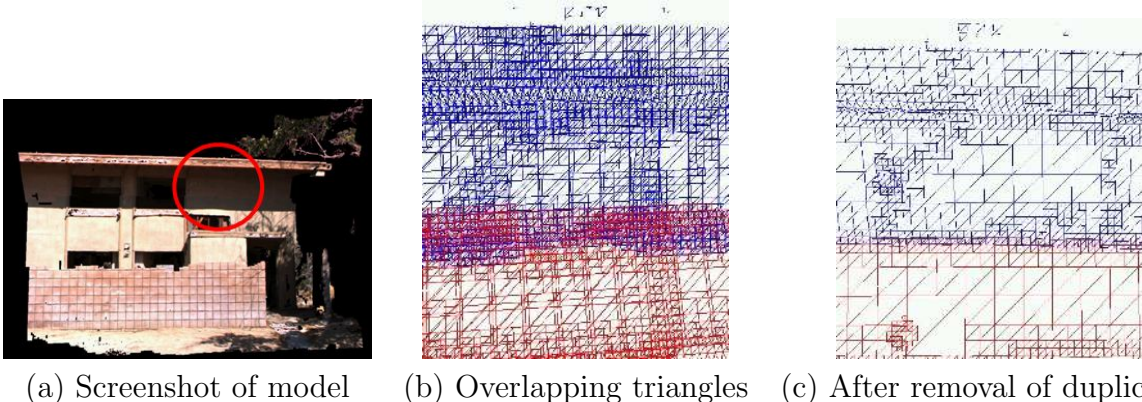 (a) Screenshot of model
(b) Overlapping triangles
(c) After removal of duplic